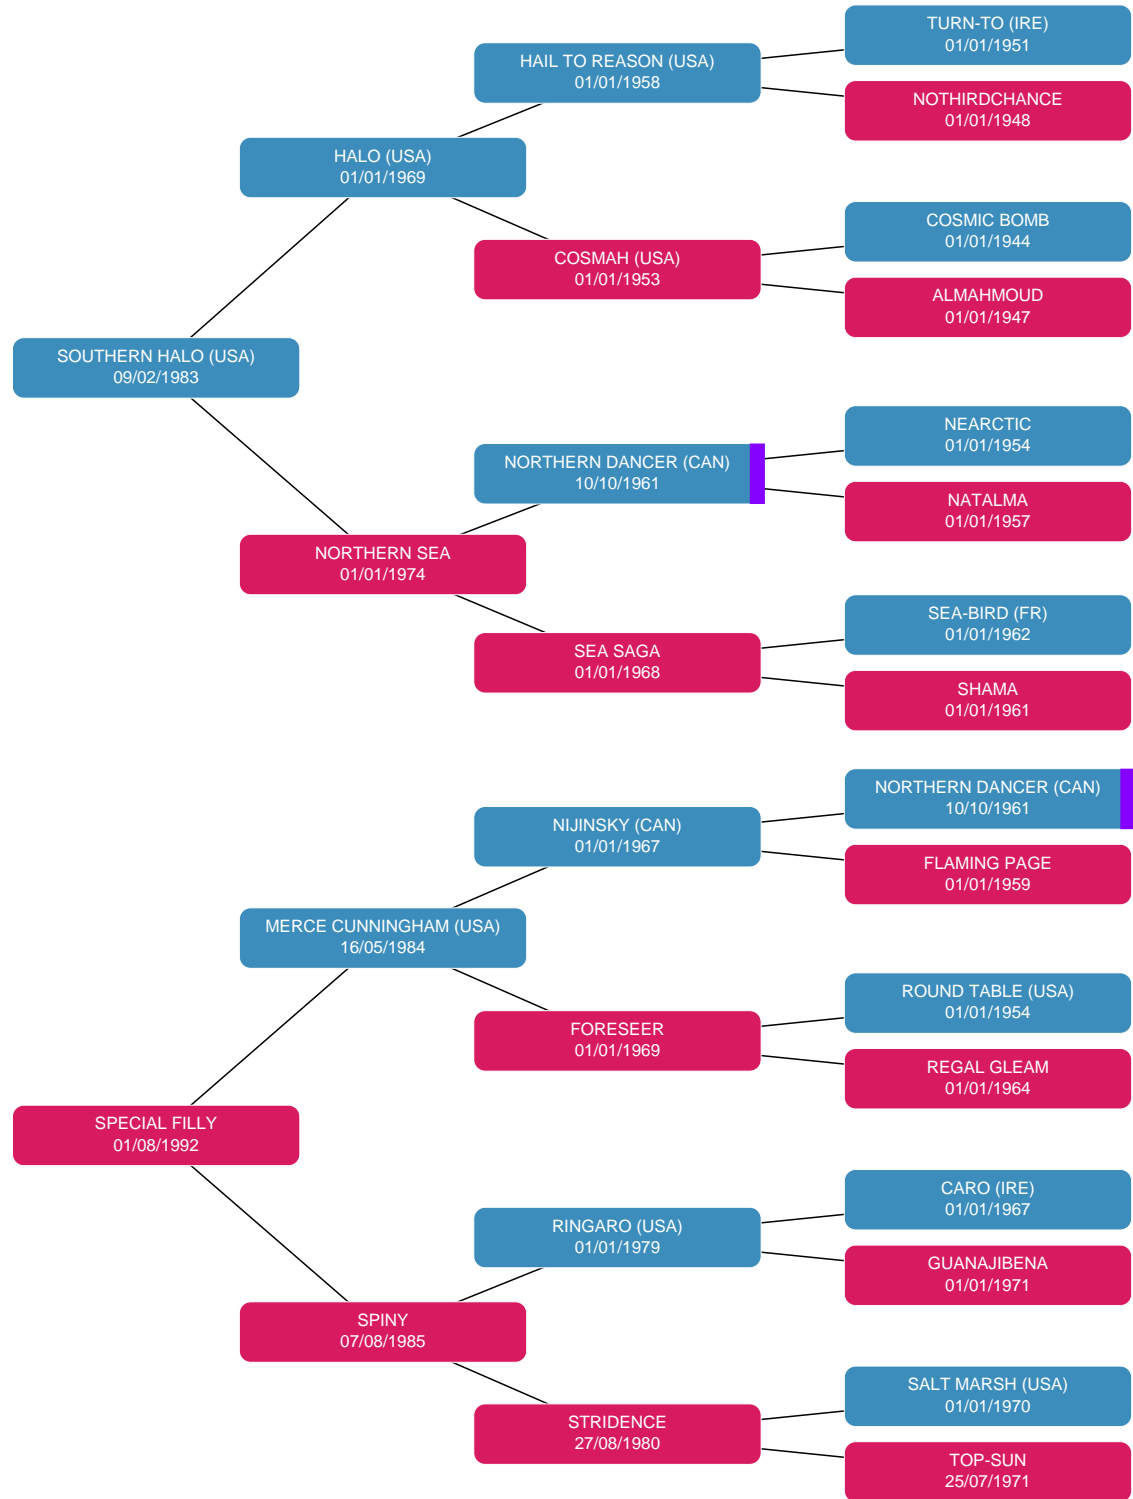 TURN-TO (IRE)
01/01/1951
HAIL TO REASON (USA)
01/01/1958
NOTHIRDCHANCE
01/01/1948
HALO (USA)
01/01/1969
COSMIC BOMB
01/01/1944
COSMAH (USA)
01/01/1953
ALMAHMOUD
01/01/1947
SOUTHERN HALO (USA)
09/02/1983
NEARCTIC
01/01/1954
NORTHERN DANCER (CAN)
10/10/1961
NATALMA
01/01/1957
NORTHERN SEA
01/01/1974
SEA-BIRD (FR)
01/01/1962
SEA SAGA
01/01/1968
SHAMA
01/01/1961
NORTHERN DANCER (CAN)
10/10/1961
NIJINSKY (CAN)
01/01/1967
FLAMING PAGE
01/01/1959
MERCE CUNNINGHAM (USA)
16/05/1984
ROUND TABLE (USA)
01/01/1954
FORESEER
01/01/1969
REGAL GLEAM
01/01/1964
SPECIAL FILLY
01/08/1992
CARO (IRE)
01/01/1967
RINGARO (USA)
01/01/1979
GUANAJIBENA
01/01/1971
SPINY
07/08/1985
SALT MARSH (USA)
01/01/1970
STRIDENCE
27/08/1980
TOP-SUN
25/07/1971